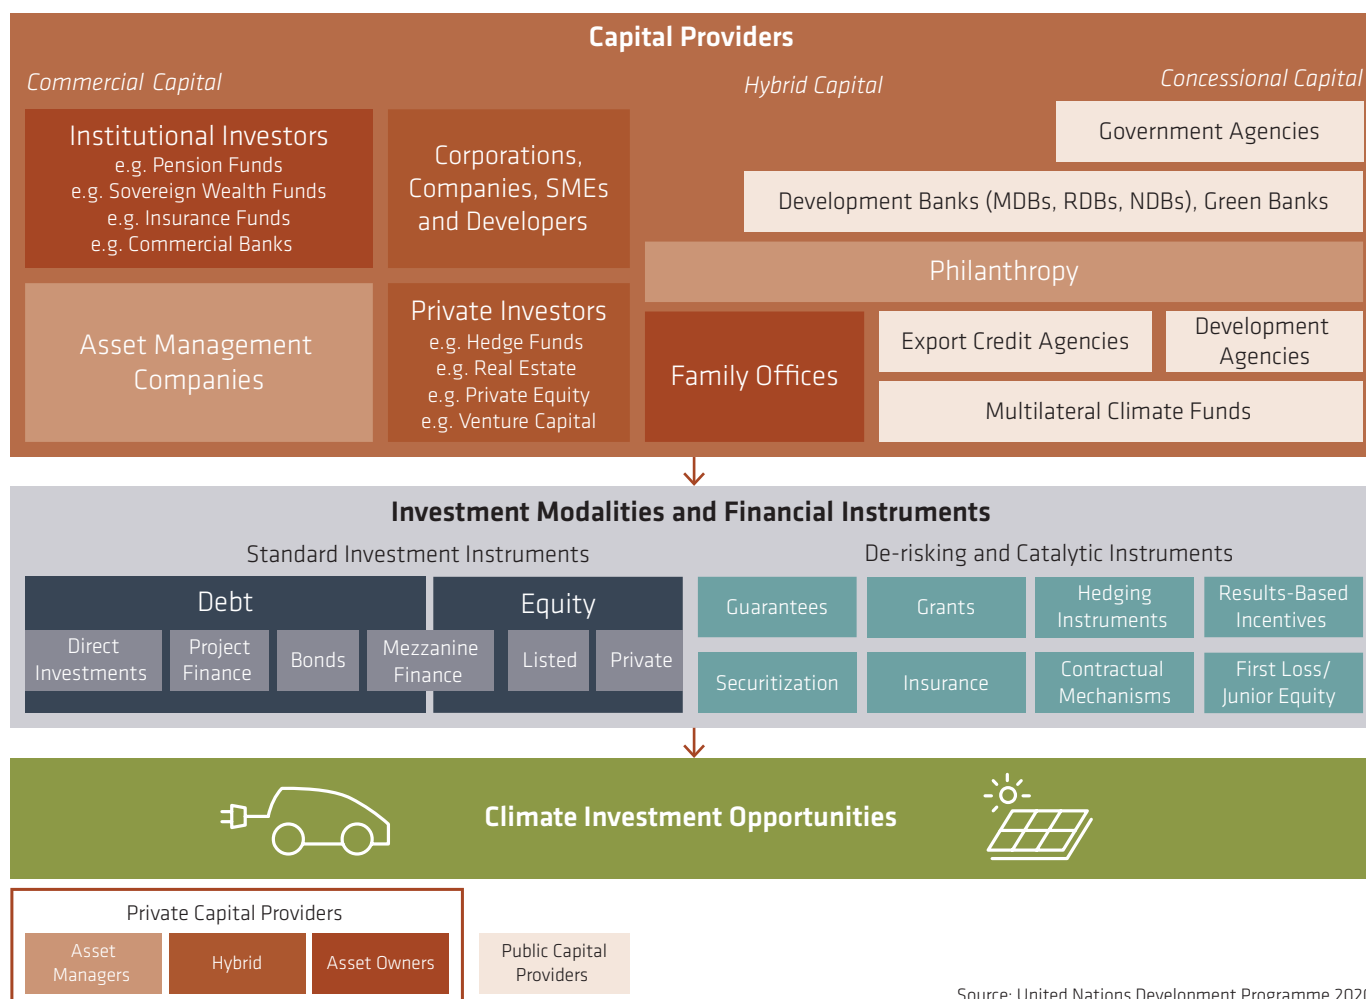 Capital Providers
Commercial Capital
Hybrid Capital
Concessional Capital
Institutional Investors
e.g. Pension Funds
e.g. Sovereign Wealth Funds
e.g. Insurance Funds
e.g. Commercial Banks
Corporations,
Companies, SMEs
and Developers
Government Agencies
Development Banks (MDBs, RDBs, NDBs), Green Banks
Philanthropy
Asset Management
Companies
Private Investors
e.g. Hedge Funds
e.g. Real Estate
e.g. Private Equity
e.g. Venture Capital
Family Offices
Export Credit Agencies
Development
Agencies
Multilateral Climate Funds
Investment Modalities and Financial Instruments
Standard Investment Instruments
De-risking and Catalytic Instruments
Debt
Equity
Direct
Investments
Project
Finance
Bonds
Mezzanine
Finance
Listed
Private
Guarantees
Grants
Hedging
Instruments
Results-Based
Incentives
Securitization
Insurance
Contractual
Mechanisms
First Loss/
Junior Equity
Climate Investment Opportunities
Private Capital Providers
Asset
Managers
Hybrid
Asset Owners
Public Capital
Providers
Source: United Nations Development Programme